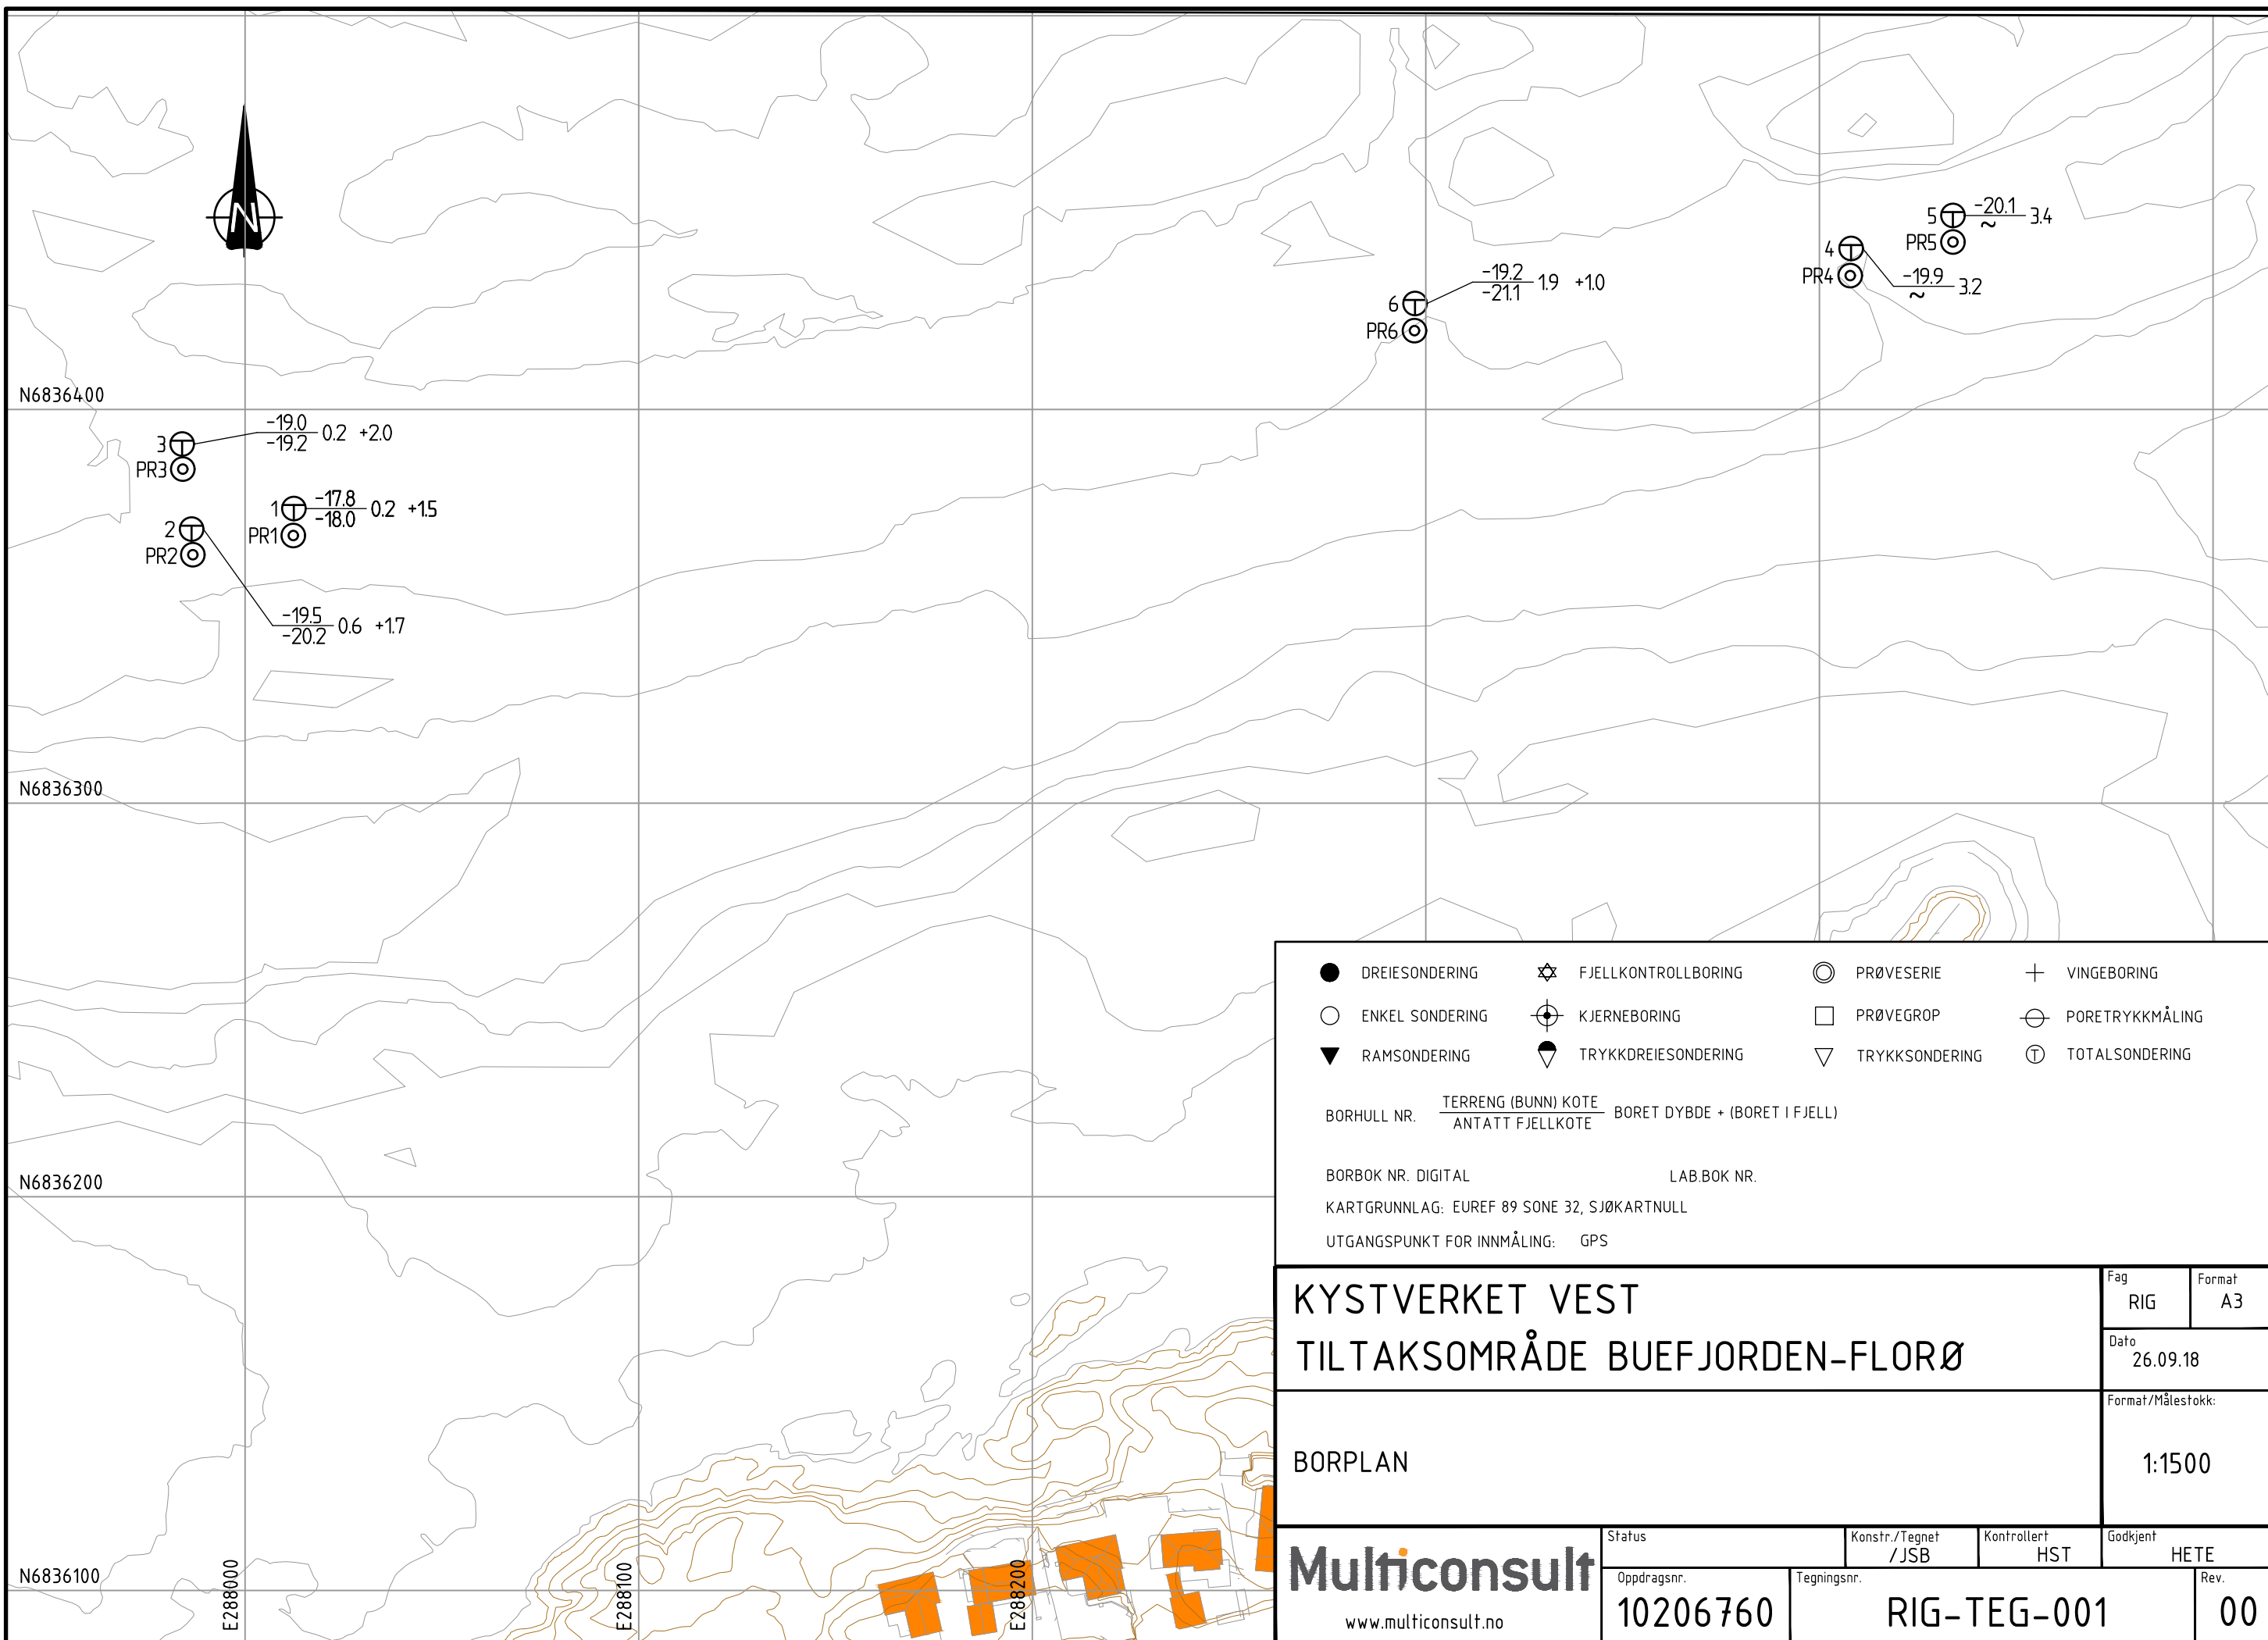 N
5 -20.1 ~ 3.4
PR5
4 -19.9 ~ 3.2
PR4
6 -19.2 -21.1 1.9 +1.0
PR6
N6836400
3 -19.0 -19.2 0.2 +2.0
PR3
1 -17.8 -18.0 0.2 +1.5
PR1
2 -19.5 -20.2 0.6 +1.7
PR2
N6836300
N6836200
N6836100
E288000
E288100
E288200
DREIESONDERING
FJELLKONTROLLBORING
PRØVESERIE
VINGEBORING
ENKEL SONDERING
KJERNEBORING
PRØVEGROP
PORETRYKKMÅLING
RAMSONDERING
TRYKKDREIESONDERING
TRYKKSONDERING
T TOTALSONDERING
BORHULL NR. TERRENG (BUNN) KOTE
ANTATT FJELLKOTE
BORET DYBDE + (BORET I FJELL)
BORBOK NR. DIGITAL
LAB.BOK NR.
KARTGRUNNLAG: EUREF 89 SONE 32, SJØKARTNULL
UTGANGSPUNKT FOR INNMÅLING: GPS
KYSTVERKET VEST
TILTAKSOMRÅDE BUEFJORDEN-FLORØ
Fag
RIG
Format
A3
Dato
26.09.18
BORPLAN
Format/Målestokk:
1:1500
Multiconsult
www.multiconsult.no
Status
Konstr./Tegnet
/JSB
Kontrollert
HST
Godkjent
HETE
Oppdragsnr.
10206760
Tegningsnr.
RIG-TEG-001
Rev.
00